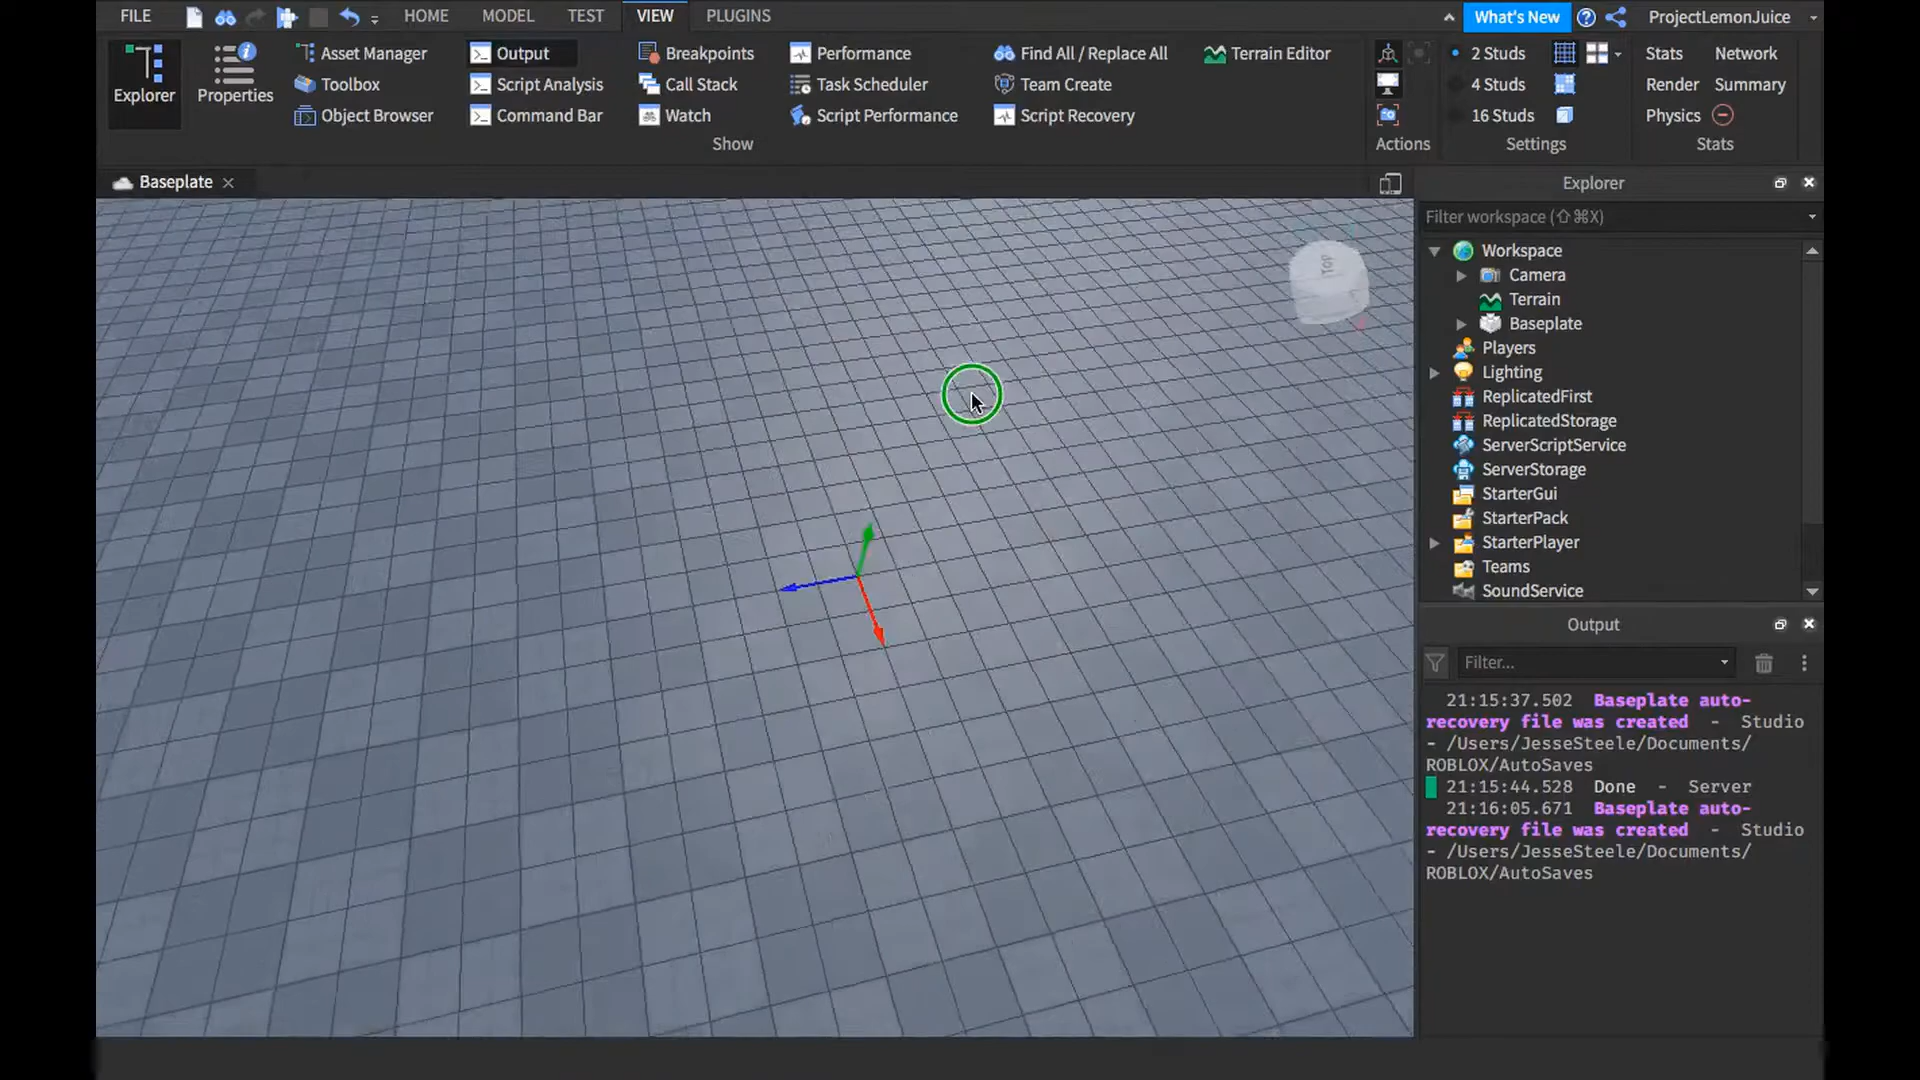 FILE HOME MODEL TEST VIEW PLUGINS What's New ProjectLemonJuice
Explorer
Properties
Asset Manager
Toolbox
Object Browser
Output
Script Analysis
Command Bar
Breakpoints
Call Stack
Watch
Performance
Task Scheduler
Script Performance
Find All / Replace All
Team Create
Script Recovery
Terrain Editor
Show
Actions
2 Studs
4 Studs
16 Studs
Settings
Stats Network
Render Summary
Physics
Stats
Baseplate
TOP
Explorer
Filter workspace (⇧⌘X)
Workspace
Camera
Terrain
Baseplate
Players
Lighting
ReplicatedFirst
ReplicatedStorage
ServerScriptService
ServerStorage
StarterGui
StarterPack
StarterPlayer
Teams
SoundService
Output
Filter...
21:15:37.502 Baseplate auto-
recovery file was created - Studio
- /Users/JesseSteele/Documents/
ROBLOX/AutoSaves
21:15:44.528 Done - Server
21:16:05.671 Baseplate auto-
recovery file was created - Studio
- /Users/JesseSteele/Documents/
ROBLOX/AutoSaves